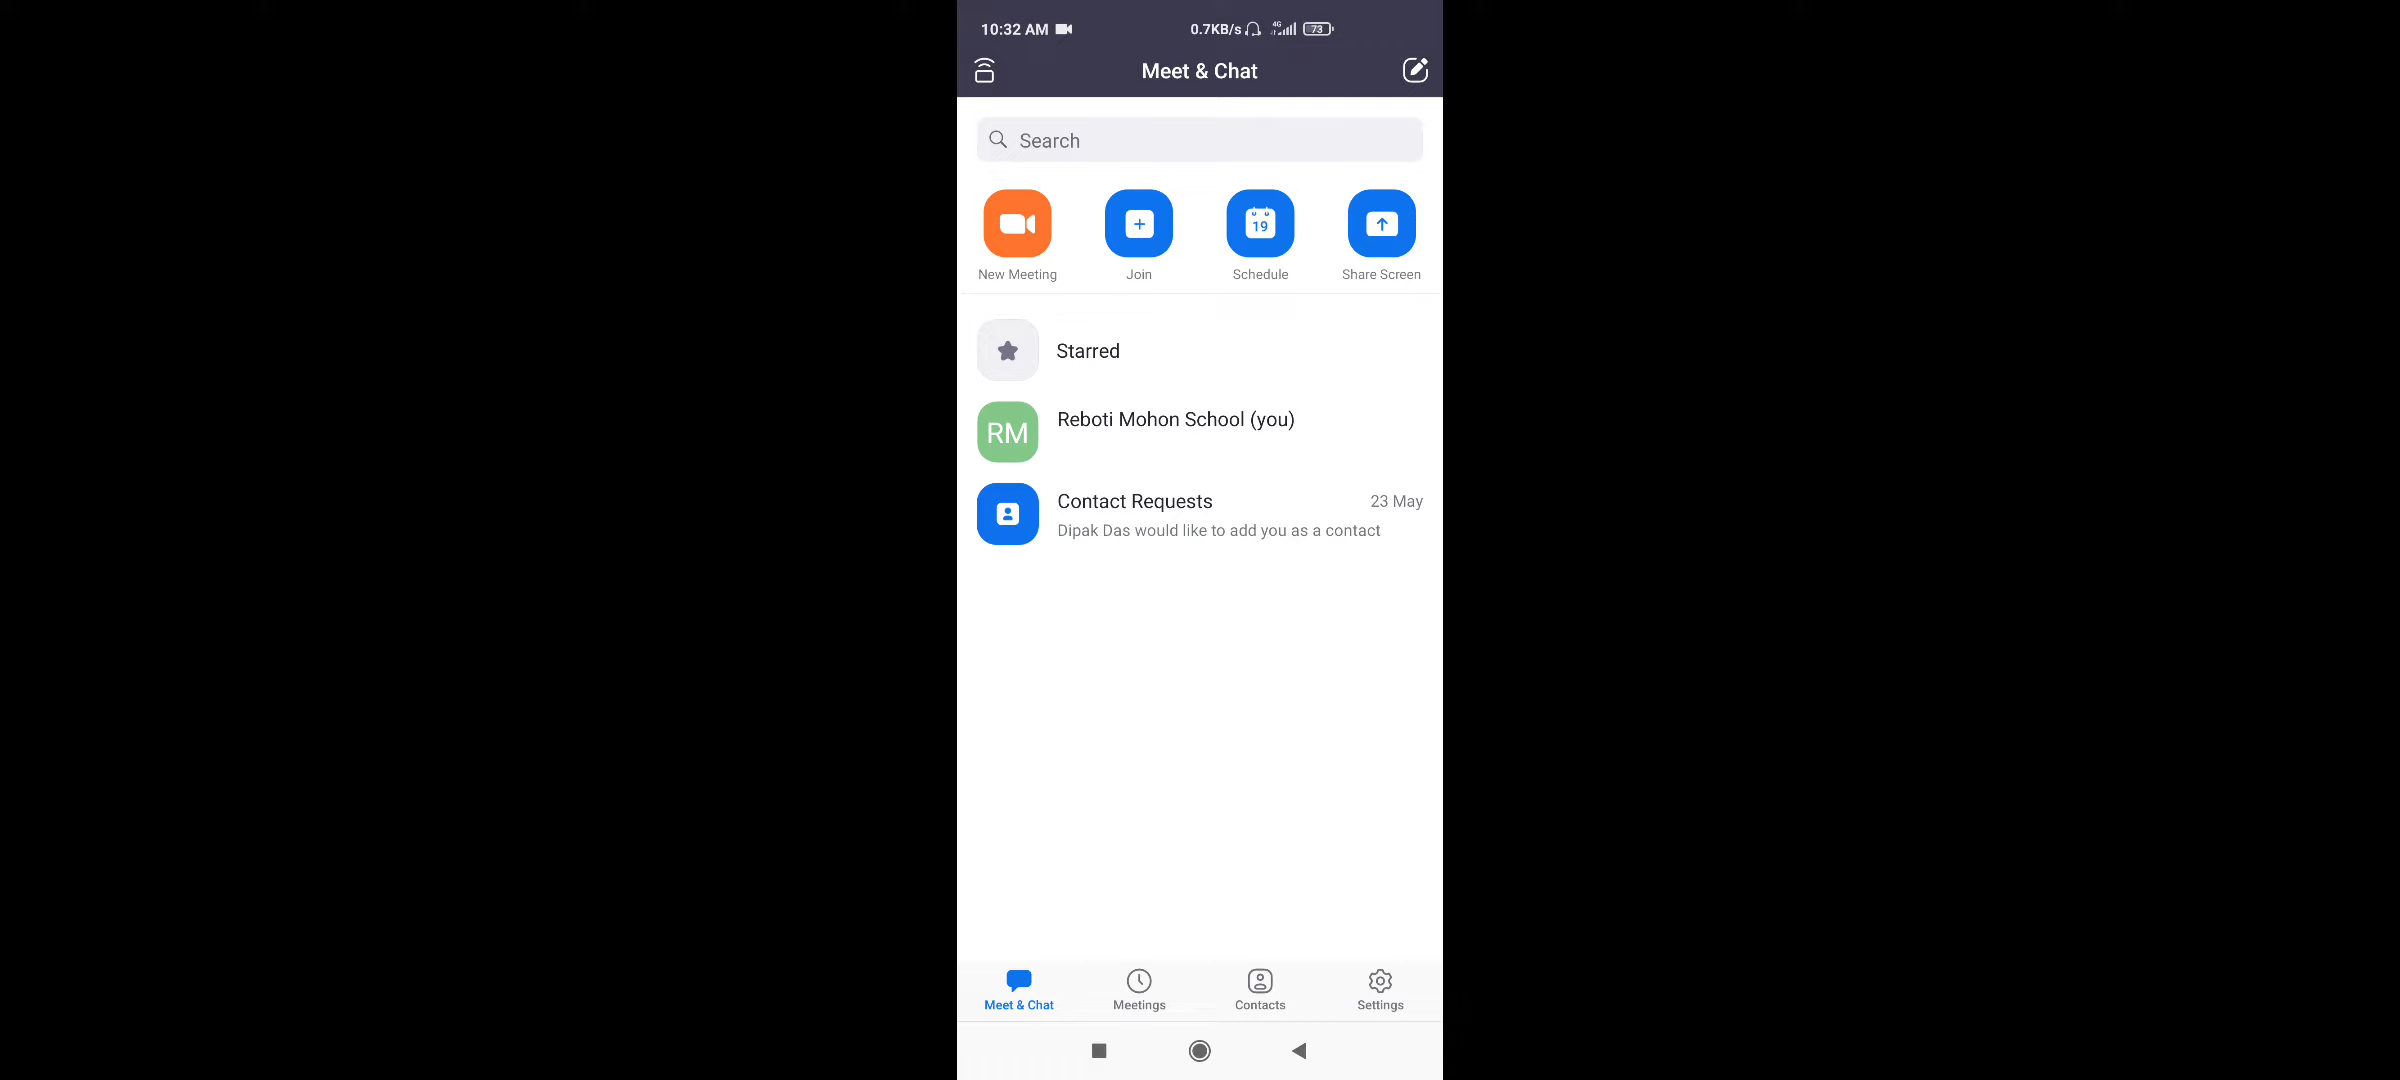 10:32 AM 0.7KB/s 4G 73
Meet & Chat
Search
19
New Meeting Join Schedule Share Screen
Starred
RM Reboti Mohon School (you)
Contact Requests 23 May
Dipak Das would like to add you as a contact
Meet & Chat Meetings Contacts Settings